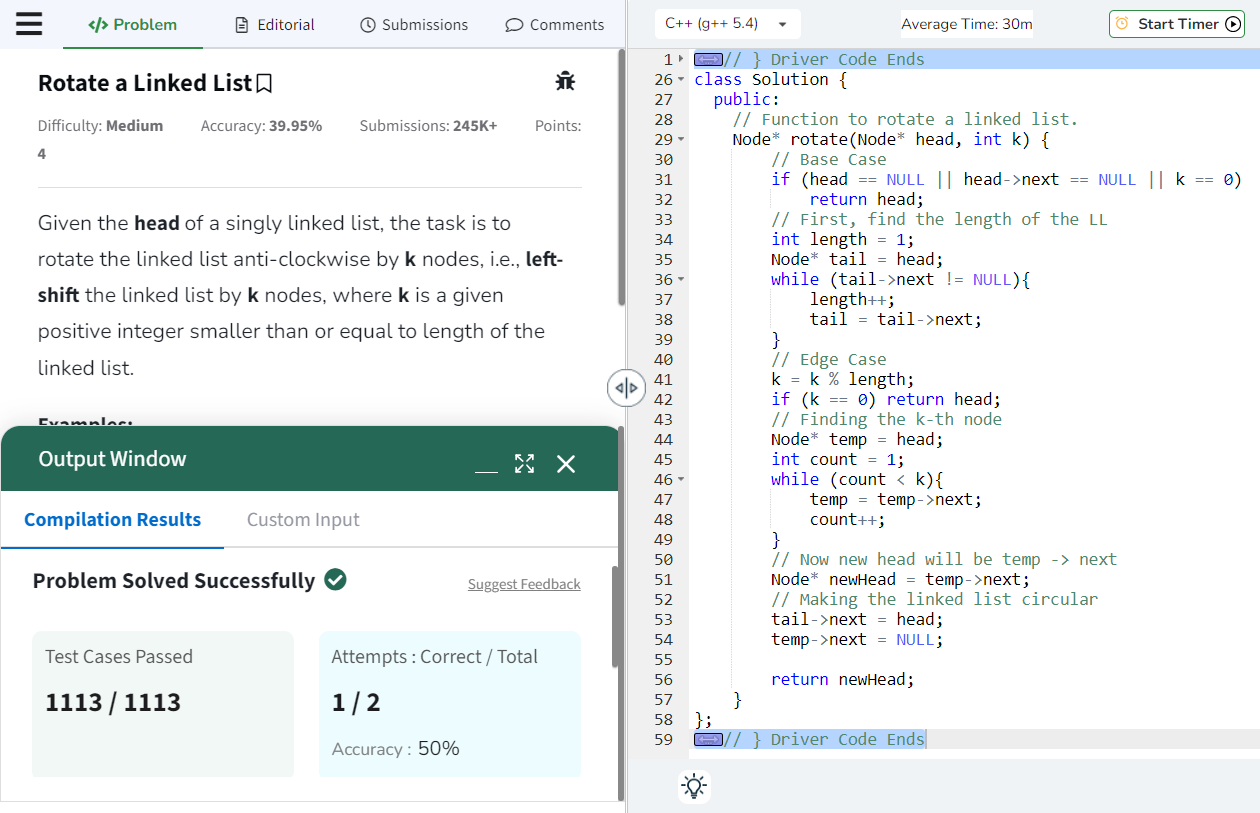 </> Problem
Editorial
Submissions
Comments
Rotate a Linked List
Difficulty: Medium Accuracy: 39.95% Submissions: 245K+ Points:
4
Given the head of a singly linked list, the task is to
rotate the linked list anti-clockwise by k nodes, i.e., left-
shift the linked list by k nodes, where k is a given
positive integer smaller than or equal to length of the
linked list.
Examples:
Output Window
Compilation Results Custom Input
Problem Solved Successfully
Suggest Feedback
Test Cases Passed
1113 / 1113
Attempts : Correct / Total
1 / 2
Accuracy : 50%
C++ (g++ 5.4)
Average Time: 30m
Start Timer
1 // } Driver Code Ends
26 class Solution {
27 public:
28 // Function to rotate a linked list.
29 Node* rotate(Node* head, int k) {
30 // Base Case
31 if (head == NULL || head->next == NULL || k == 0)
32 return head;
33 // First, find the length of the LL
34 int length = 1;
35 Node* tail = head;
36 while (tail->next != NULL){
37 length++;
38 tail = tail->next;
39 }
40 // Edge Case
41 k = k % length;
42 if (k == 0) return head;
43 // Finding the k-th node
44 Node* temp = head;
45 int count = 1;
46 while (count < k){
47 temp = temp->next;
48 count++;
49 }
50 // Now new head will be temp -> next
51 Node* newHead = temp->next;
52 // Making the linked list circular
53 tail->next = head;
54 temp->next = NULL;
55
56 return newHead;
57 }
58 };
59 // } Driver Code Ends